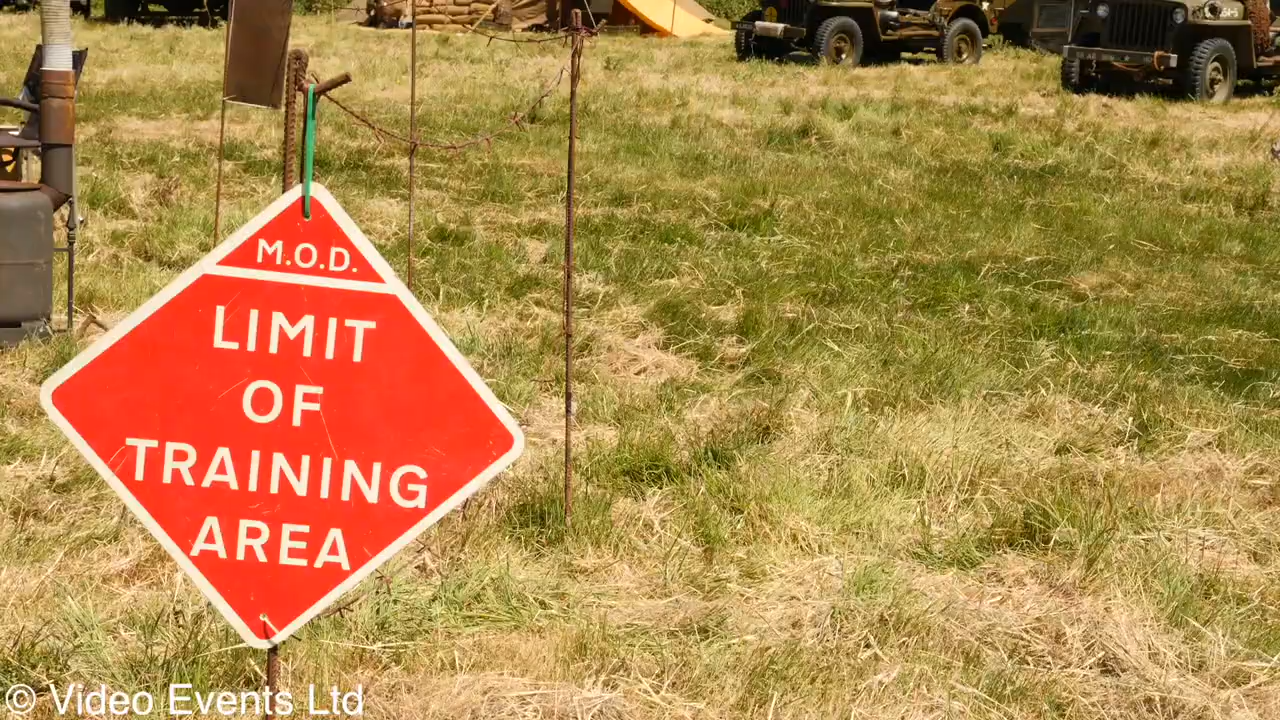 M.O.D.
LIMIT
OF
TRAINING
AREA
© Video Events Ltd